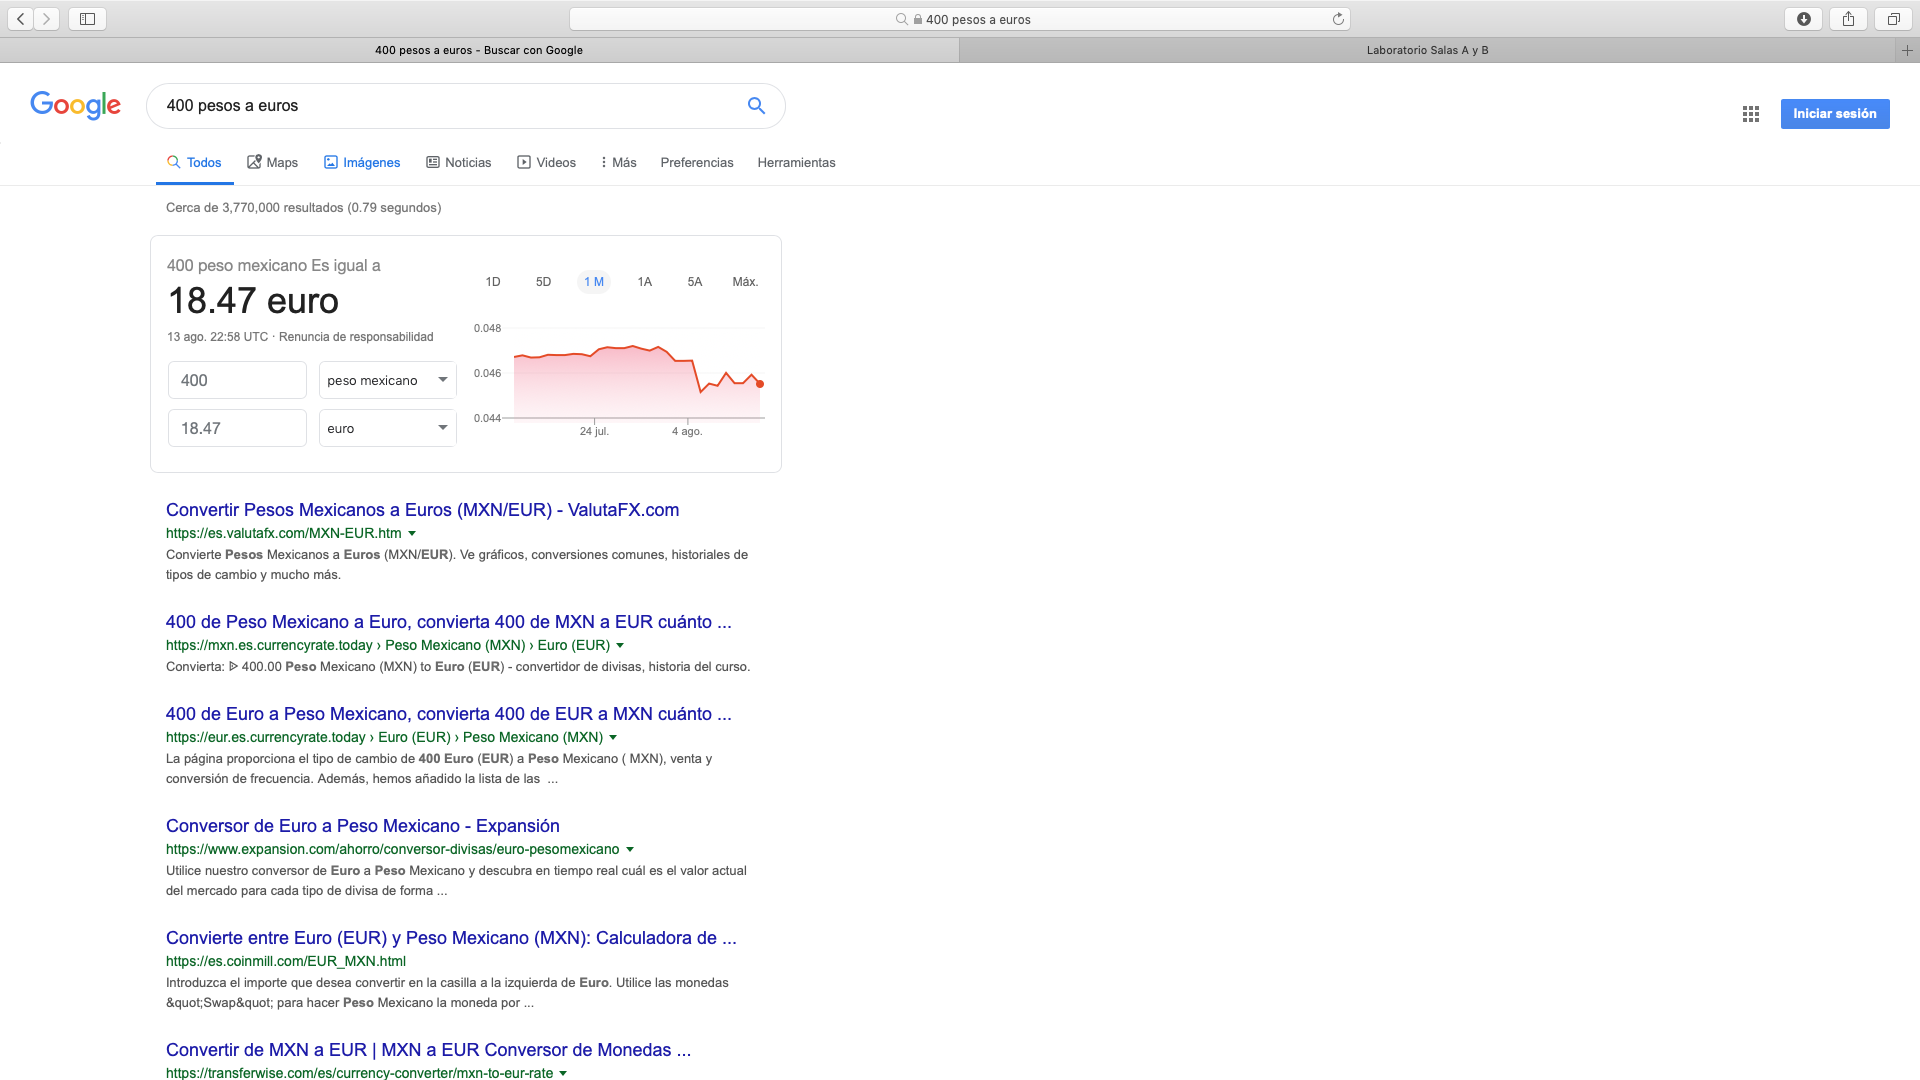 400 pesos a euros
400 pesos a euros - Buscar con Google
Laboratorio Salas A y B
Google
400 pesos a euros
Iniciar sesión
Todos
Maps
Imágenes
Noticias
Videos
Más
Preferencias
Herramientas
Cerca de 3,770,000 resultados (0.79 segundos)
400 peso mexicano Es igual a
18.47 euro
13 ago. 22:58 UTC · Renuncia de responsabilidad
400
peso mexicano
18.47
euro
1D
5D
1 M
1A
5A
Máx.
0.048
0.046
0.044
24 jul.
4 ago.
Convertir Pesos Mexicanos a Euros (MXN/EUR) - ValutaFX.com
https://es.valutafx.com/MXN-EUR.htm
Convierte Pesos Mexicanos a Euros (MXN/EUR). Ve gráficos, conversiones comunes, historiales de
tipos de cambio y mucho más.
400 de Peso Mexicano a Euro, convierta 400 de MXN a EUR cuánto ...
https://mxn.es.currencyrate.today › Peso Mexicano (MXN) › Euro (EUR)
Convierta: ᐉ 400.00 Peso Mexicano (MXN) to Euro (EUR) - convertidor de divisas, historia del curso.
400 de Euro a Peso Mexicano, convierta 400 de EUR a MXN cuánto ...
https://eur.es.currencyrate.today › Euro (EUR) › Peso Mexicano (MXN)
La página proporciona el tipo de cambio de 400 Euro (EUR) a Peso Mexicano ( MXN), venta y
conversión de frecuencia. Además, hemos añadido la lista de las ...
Conversor de Euro a Peso Mexicano - Expansión
https://www.expansion.com/ahorro/conversor-divisas/euro-pesomexicano
Utilice nuestro conversor de Euro a Peso Mexicano y descubra en tiempo real cuál es el valor actual
del mercado para cada tipo de divisa de forma ...
Convierte entre Euro (EUR) y Peso Mexicano (MXN): Calculadora de ...
https://es.coinmill.com/EUR_MXN.html
Introduzca el importe que desea convertir en la casilla a la izquierda de Euro. Utilice las monedas
&quot;Swap&quot; para hacer Peso Mexicano la moneda por ...
Convertir de MXN a EUR | MXN a EUR Conversor de Monedas ...
https://transferwise.com/es/currency-converter/mxn-to-eur-rate